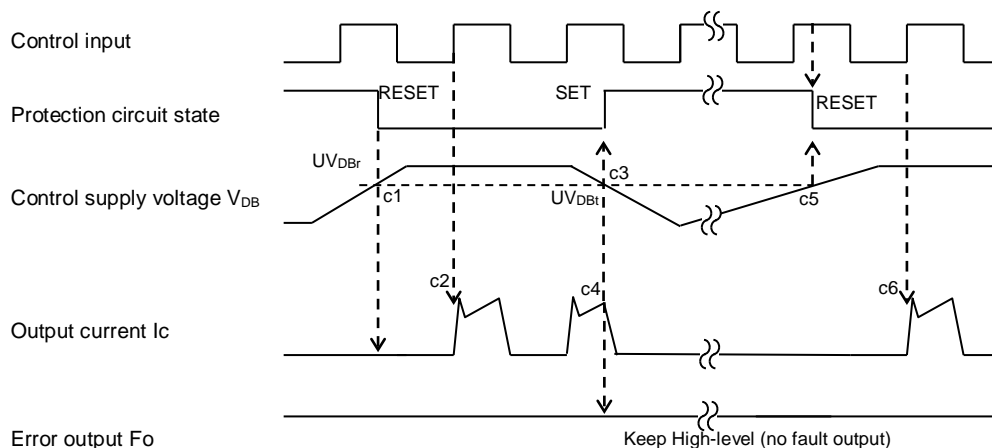 Control input
RESET
SET
RESET
Protection circuit state
UVDBr
c1
c3
UVDBt
c5
Control supply voltage VDB
c2
c4
c6
Output current Ic
Error output Fo
Keep High-level (no fault output)